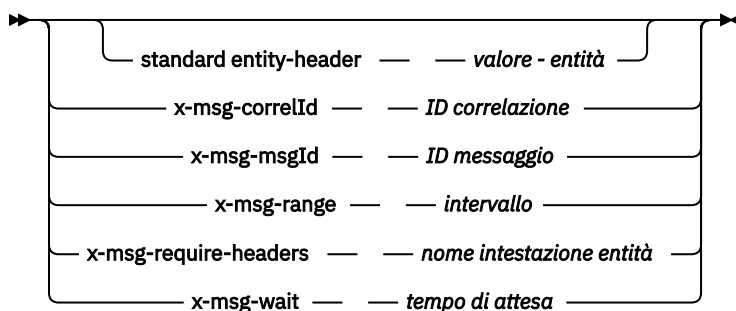 standard entity-header — — valore - entità
x-msg-correlId — — ID correlazione
x-msg-msgId — — ID messaggio
x-msg-range — — intervallo
x-msg-require-headers — — nome intestazione entità
x-msg-wait — — tempo di attesa